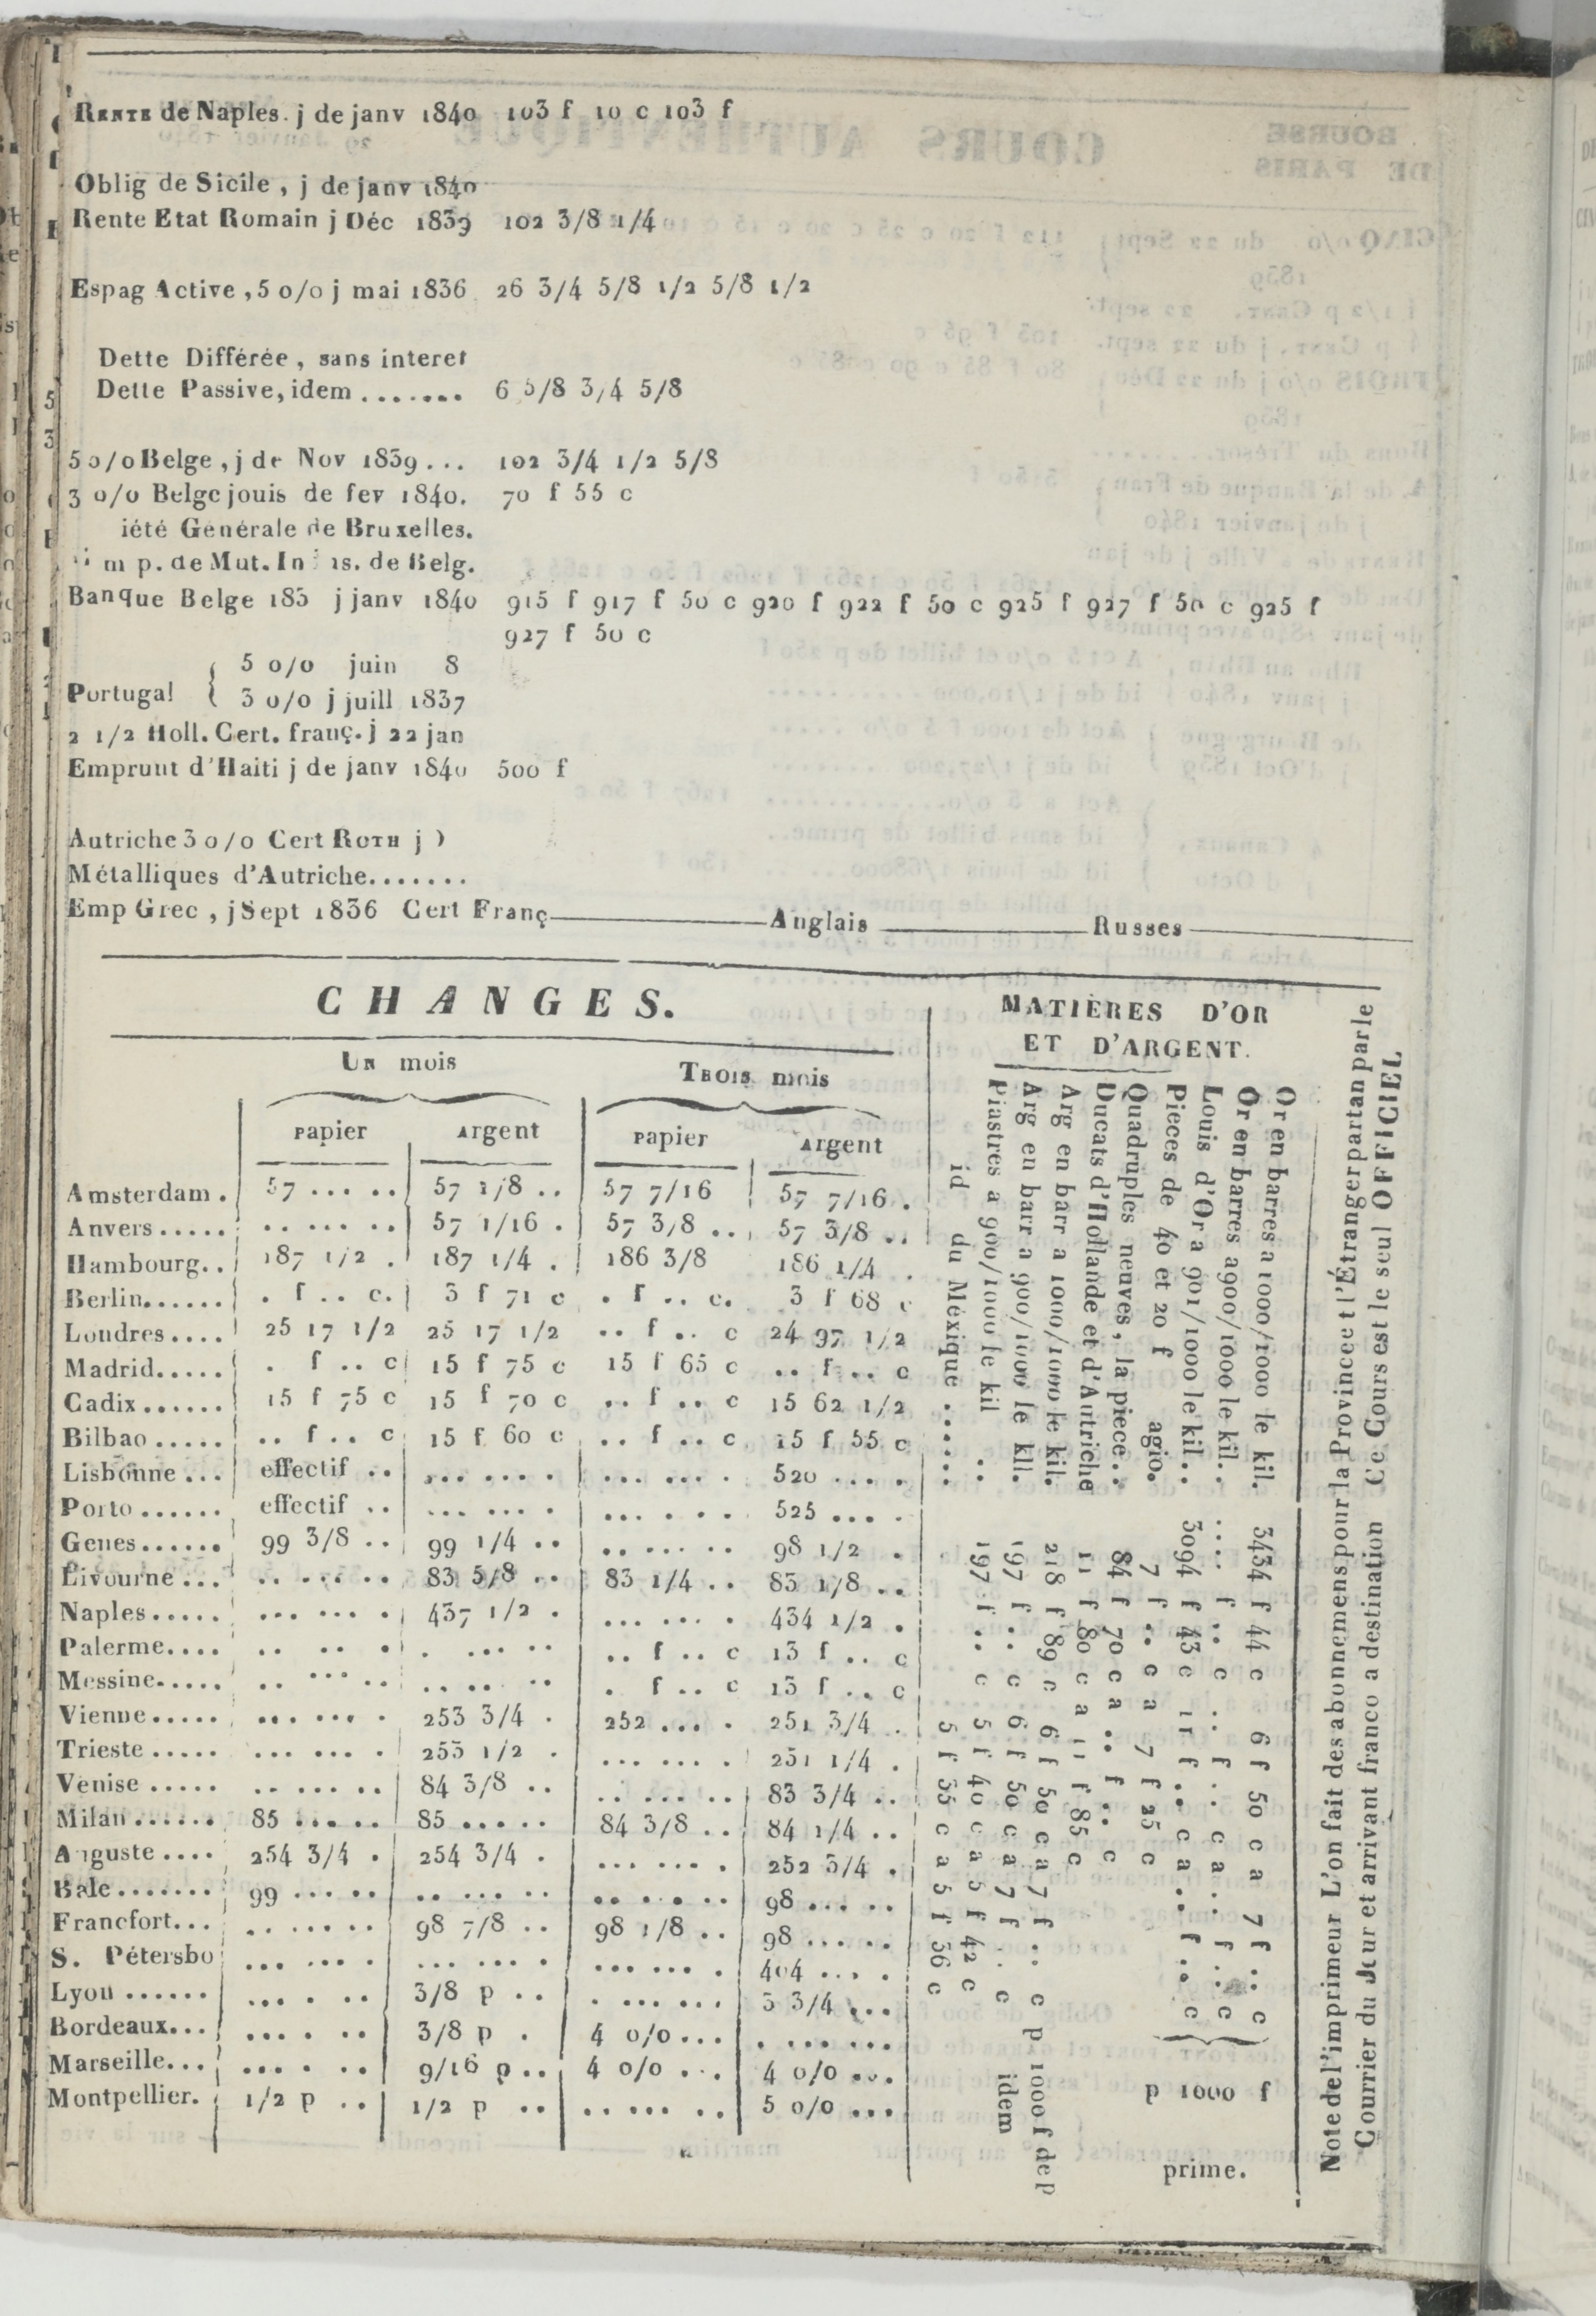 RENTE de Naples. j de janv 1840 103 f 10 c 103 f
Oblig de Sicile, j de janv 1840
Rente Etat Romain j Déc 1839 102 3/8 1/4
Espag Active, 5 o/o j mai 1836 26 3/4 5/8 1/2 5/8 1/2
Dette Différée, sans interet
Dette Passive, idem ....... 6 5/8 3/4 5/8
5 o/o Belge, j de Nov 1839... 102 3/4 1/2 5/8
3 o/o Belge jouis de fev 1840. 70 f 55 c
iété Générale de Bruxelles.
m p. de Mut. In is. de Belg.
Banque Belge 183 j janv 1840 915 f 917 f 50 c 920 f 922 f 50 c 925 f 927 f 50 c 925 f
927 f 50 c
5 o/o juin 8
Portugal { 3 o/o j juill 1837
2 1/2 Holl. Cert. franç. j 22 jan
Emprunt d'Haiti j de janv 1840 500 f
Autriche 3 o/o Cert ROTH j )
Métalliques d'Autriche.......
Emp Grec, j Sept 1836 Cert Franç Anglais Russes
CHANGES.
UN mois TROIS mois
PAPIER ARGENT PAPIER ARGENT
Amsterdam . 57 ... .. 57 1/8 .. 57 7/16 57 7/16 .
Anvers..... .. ... .. 57 1/16 . 57 3/8 .. 57 3/8 ..
Hambourg.. 187 1/2 . 187 1/4 . 186 3/8 186 1/4 .
Berlin...... . f .. c. 3 f 71 c . f .. c. 3 f 68 c
Londres.... 25 17 1/2 25 17 1/2 .. f .. c 24 97 1/2
Madrid..... . f .. c 15 f 75 c 15 f 65 c .. f .. c
Cadix...... 15 f 75 c 15 f 70 c .. f .. c 15 62 1/2
Bilbao ..... .. f .. c 15 f 60 c .. f .. c 15 f 55 c
Lisbonne ... effectif .. ... ... . ... ... . 520 ... .
Porto ...... effectif .. ... ... . ... . . . 525 ... .
Genes...... 99 3/8 .. 99 1/4 .. .. ... .. 98 1/2 .
Livourne ... .. ... .. 83 5/8 .. 83 1/4 .. 83 1/8 ..
Naples..... ... ... . 437 1/2 . ... ... . 434 1/2 .
Palerme.... .. .. . . ... .. .. f .. c 13 f .. c
Messine..... .. ... .. .. .. .. . f .. c 13 f .. c
Vienne..... ... ... . 253 3/4 . 252 ... . 251 3/4 .
Trieste ..... ... ... . 253 1/2 . ... ... . 251 1/4 .
Venise ..... .. ... .. 84 3/8 .. .. ... .. 83 3/4 ..
Milan ...... 85 ... .. 85 ... .. 84 3/8 .. 84 1/4 ..
Auguste .... 254 3/4 . 254 3/4 . ... ... . 252 3/4 .
Bale....... 99 ... .. .. ... .. .. ... .. 98 ... ..
Francfort... .. ... .. 98 7/8 .. 98 1/8 .. 98 ... ..
S. Pétersbo ... ... . ... ... . ... ... . 404 ... .
Lyon ...... ... . .. 3/8 p .. . ... ... 3 3/4 ...
Bordeaux... ... . .. 3/8 p . 4 o/o ... . ... ...
Marseille... ... . .. 9/16 p .. 4 o/o ... 4 o/o ...
Montpellier. 1/2 p .. 1/2 p .. .. ... .. 5 o/o ...
MATIÈRES D'OR
ET D'ARGENT.
Or en barres a 1000/1000 le kil. 3434 f 44 c 6 f 50 c a 7 f .. c
Or en barres a 900/1000 le kil. .... f .. c .. f .. c a .. f .. c
Louis d'Or a 901/1000 le kil .. 3094 f 43 c 1r f .. c a .. f .. c
Pieces de 40 et 20 f agio. 7 f .. c a 7 f 25 c
Quadruples neuves, la piece .. 84 f 70 c a .. f .. c
Ducats d'Hollande et d'Autriche 11 f 80 c a 11 f 85 c
Arg en barr a 1000/1000 le kil. 218 f 89 c 6 f 50 c a 7 f .. c p 1000 f de p
Arg en barr a 900/1000 le kil. 197 f .. c 6 f 50 c a 7 f .. c idem
Piastres a 900/1000 le kil .. 197 f .. c 5 f 40 c a 5 f 42 c
id du Méxique ..... 5 f 35 c a 5 f 36 c
p 1000 f
prime.
Note de l'imprimeur L'on fait des abonnemens pour la Province et l'Étranger partan par le
Courrier du Jour et arrivant franco a destination Ce Cours est le seul OFFICIEL